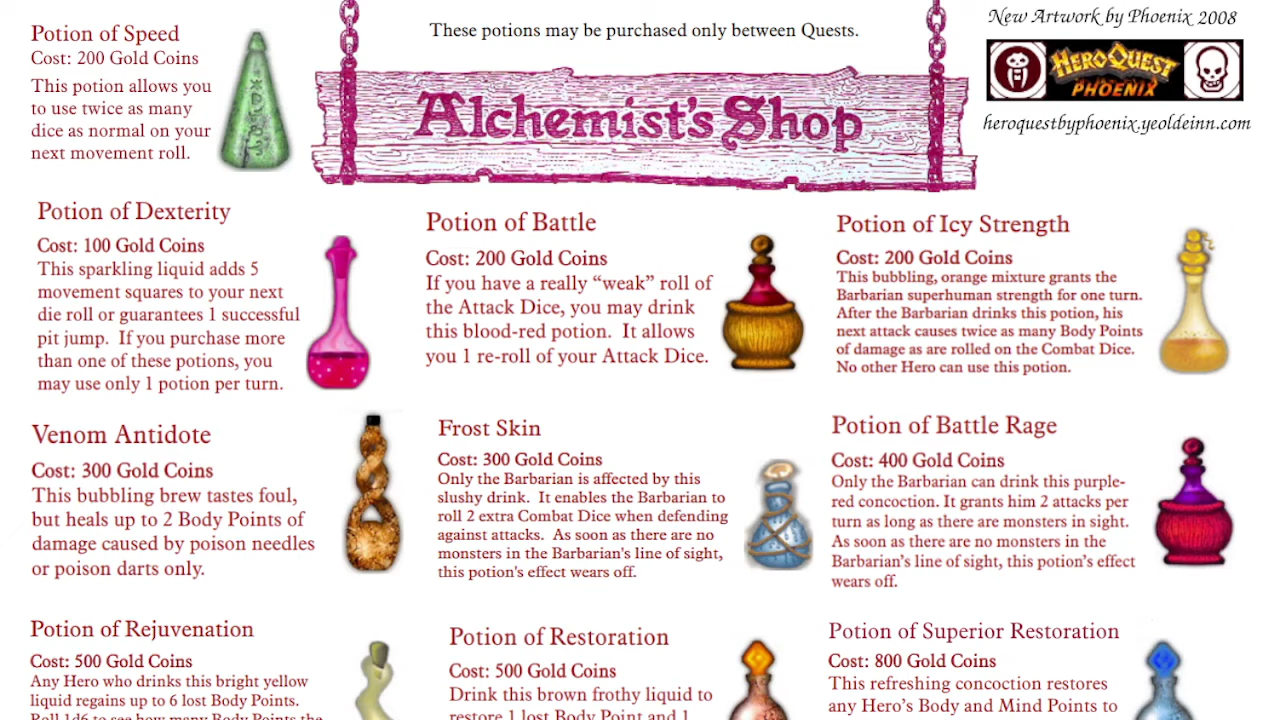 Potion of Speed
Cost: 200 Gold Coins
This potion allows you
to use twice as many
dice as normal on your
next movement roll.
These potions may be purchased only between Quests.
Alchemist's Shop
New Artwork by Phoenix 2008
HEROQUEST
BY
PHOENIX
heroquestbyphoenix.yeoldeinn.com
Potion of Dexterity
Cost: 100 Gold Coins
This sparkling liquid adds 5
movement squares to your next
die roll or guarantees 1 successful
pit jump.  If you purchase more
than one of these potions, you
may use only 1 potion per turn.
Potion of Battle
Cost: 200 Gold Coins
If you have a really “weak” roll of
the Attack Dice, you may drink
this blood-red potion.  It allows
you 1 re-roll of your Attack Dice.
Potion of Icy Strength
Cost: 200 Gold Coins
This bubbling, orange mixture grants the
Barbarian superhuman strength for one turn.
After the Barbarian drinks this potion, his
next attack causes twice as many Body Points
of damage as are rolled on the Combat Dice.
No other Hero can use this potion.
Venom Antidote
Cost: 300 Gold Coins
This bubbling brew tastes foul,
but heals up to 2 Body Points of
damage caused by poison needles
or poison darts only.
Frost Skin
Cost: 300 Gold Coins
Only the Barbarian is affected by this
slushy drink.  It enables the Barbarian to
roll 2 extra Combat Dice when defending
against attacks.  As soon as there are no
monsters in the Barbarian's line of sight,
this potion's effect wears off.
Potion of Battle Rage
Cost: 400 Gold Coins
Only the Barbarian can drink this purple-
red concoction. It grants him 2 attacks per
turn as long as there are monsters in sight.
As soon as there are no monsters in the
Barbarian's line of sight, this potion's effect
wears off.
Potion of Rejuvenation
Cost: 500 Gold Coins
Any Hero who drinks this bright yellow
liquid regains up to 6 lost Body Points.
Roll 1d6 to see how many Body Points the
Potion of Restoration
Cost: 500 Gold Coins
Drink this brown frothy liquid to
restore 1 lost Body Point and 1
Potion of Superior Restoration
Cost: 800 Gold Coins
This refreshing concoction restores
any Hero's Body and Mind Points to